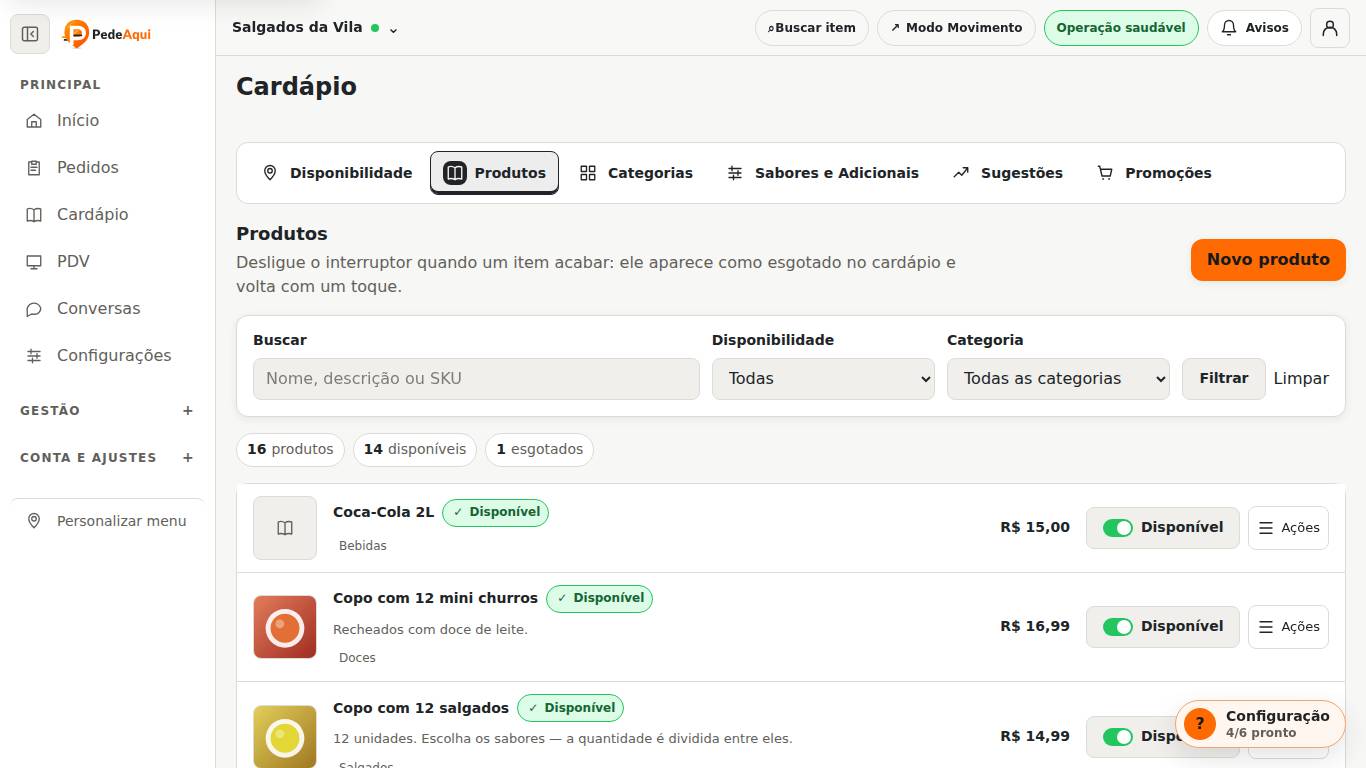 PedeAqui
Salgados da Vila
Buscar item
Modo Movimento
Operação saudável
Avisos
PRINCIPAL
Início
Pedidos
Cardápio
PDV
Conversas
Configurações
GESTÃO +
CONTA E AJUSTES +
Personalizar menu
Cardápio
Disponibilidade
Produtos
Categorias
Sabores e Adicionais
Sugestões
Promoções
Produtos
Desligue o interruptor quando um item acabar: ele aparece como esgotado no cardápio e
volta com um toque.
Novo produto
Buscar
Disponibilidade
Categoria
Nome, descrição ou SKU
Todas
Todas as categorias
Filtrar
Limpar
16 produtos
14 disponíveis
1 esgotados
Coca-Cola 2L ✓ Disponível
Bebidas
R$ 15,00
Disponível
Ações
Copo com 12 mini churros ✓ Disponível
Recheados com doce de leite.
Doces
R$ 16,99
Disponível
Ações
Copo com 12 salgados ✓ Disponível
12 unidades. Escolha os sabores — a quantidade é dividida entre eles.
Salgados
R$ 14,99
?
Configuração
4/6 pronto